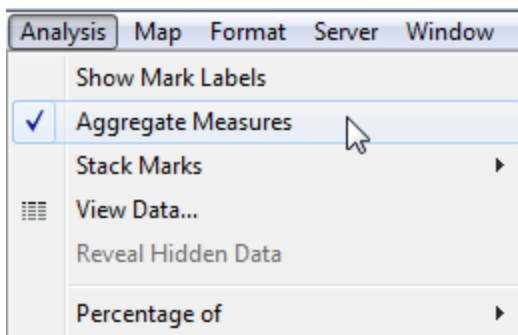 Analysis Map Format Server Window
Show Mark Labels
Aggregate Measures
Stack Marks
View Data...
Reveal Hidden Data
Percentage of